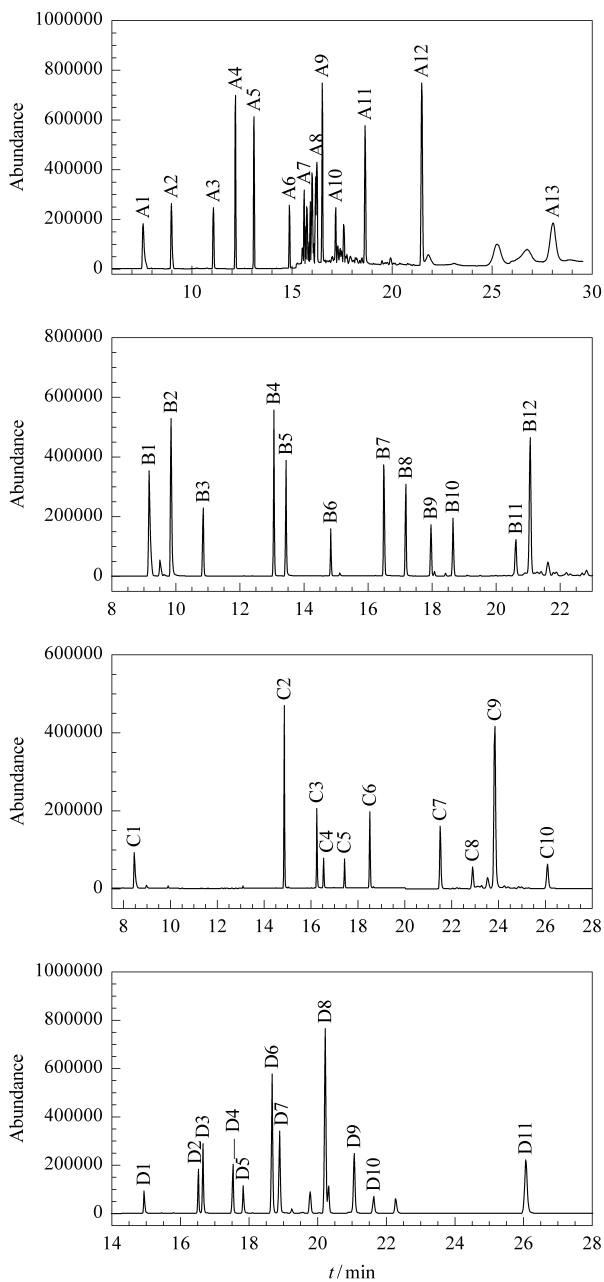 1000000
800000
600000
400000
200000
0
Abundance
A1
A2
A3
A4
A5
A6
A7
A8
A9
A10
A11
A12
A13
10 15 20 25 30
800000
600000
400000
200000
0
Abundance
B1
B2
B3
B4
B5
B6
B7
B8
B9
B10
B11
B12
8 10 12 14 16 18 20 22
600000
400000
200000
0
Abundance
C1
C2
C3
C4
C5
C6
C7
C8
C9
C10
8 10 12 14 16 18 20 22 24 26 28
1000000
800000
600000
400000
200000
0
Abundance
D1
D2
D3
D4
D5
D6
D7
D8
D9
D10
D11
14 16 18 20 22 24 26 28
t / min